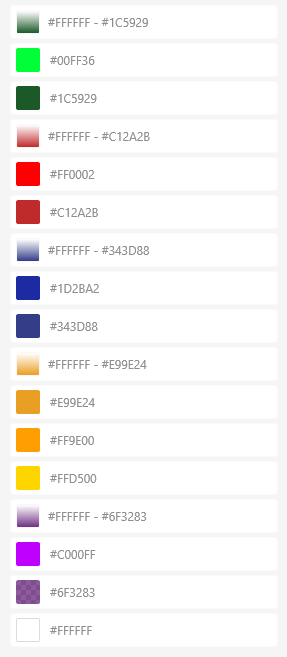 #FFFFFF - #1C5929
#00FF36
#1C5929
#FFFFFF - #C12A2B
#FF0002
#C12A2B
#FFFFFF - #343D88
#1D2BA2
#343D88
#FFFFFF - #E99E24
#E99E24
#FF9E00
#FFD500
#FFFFFF - #6F3283
#C000FF
#6F3283
#FFFFFF